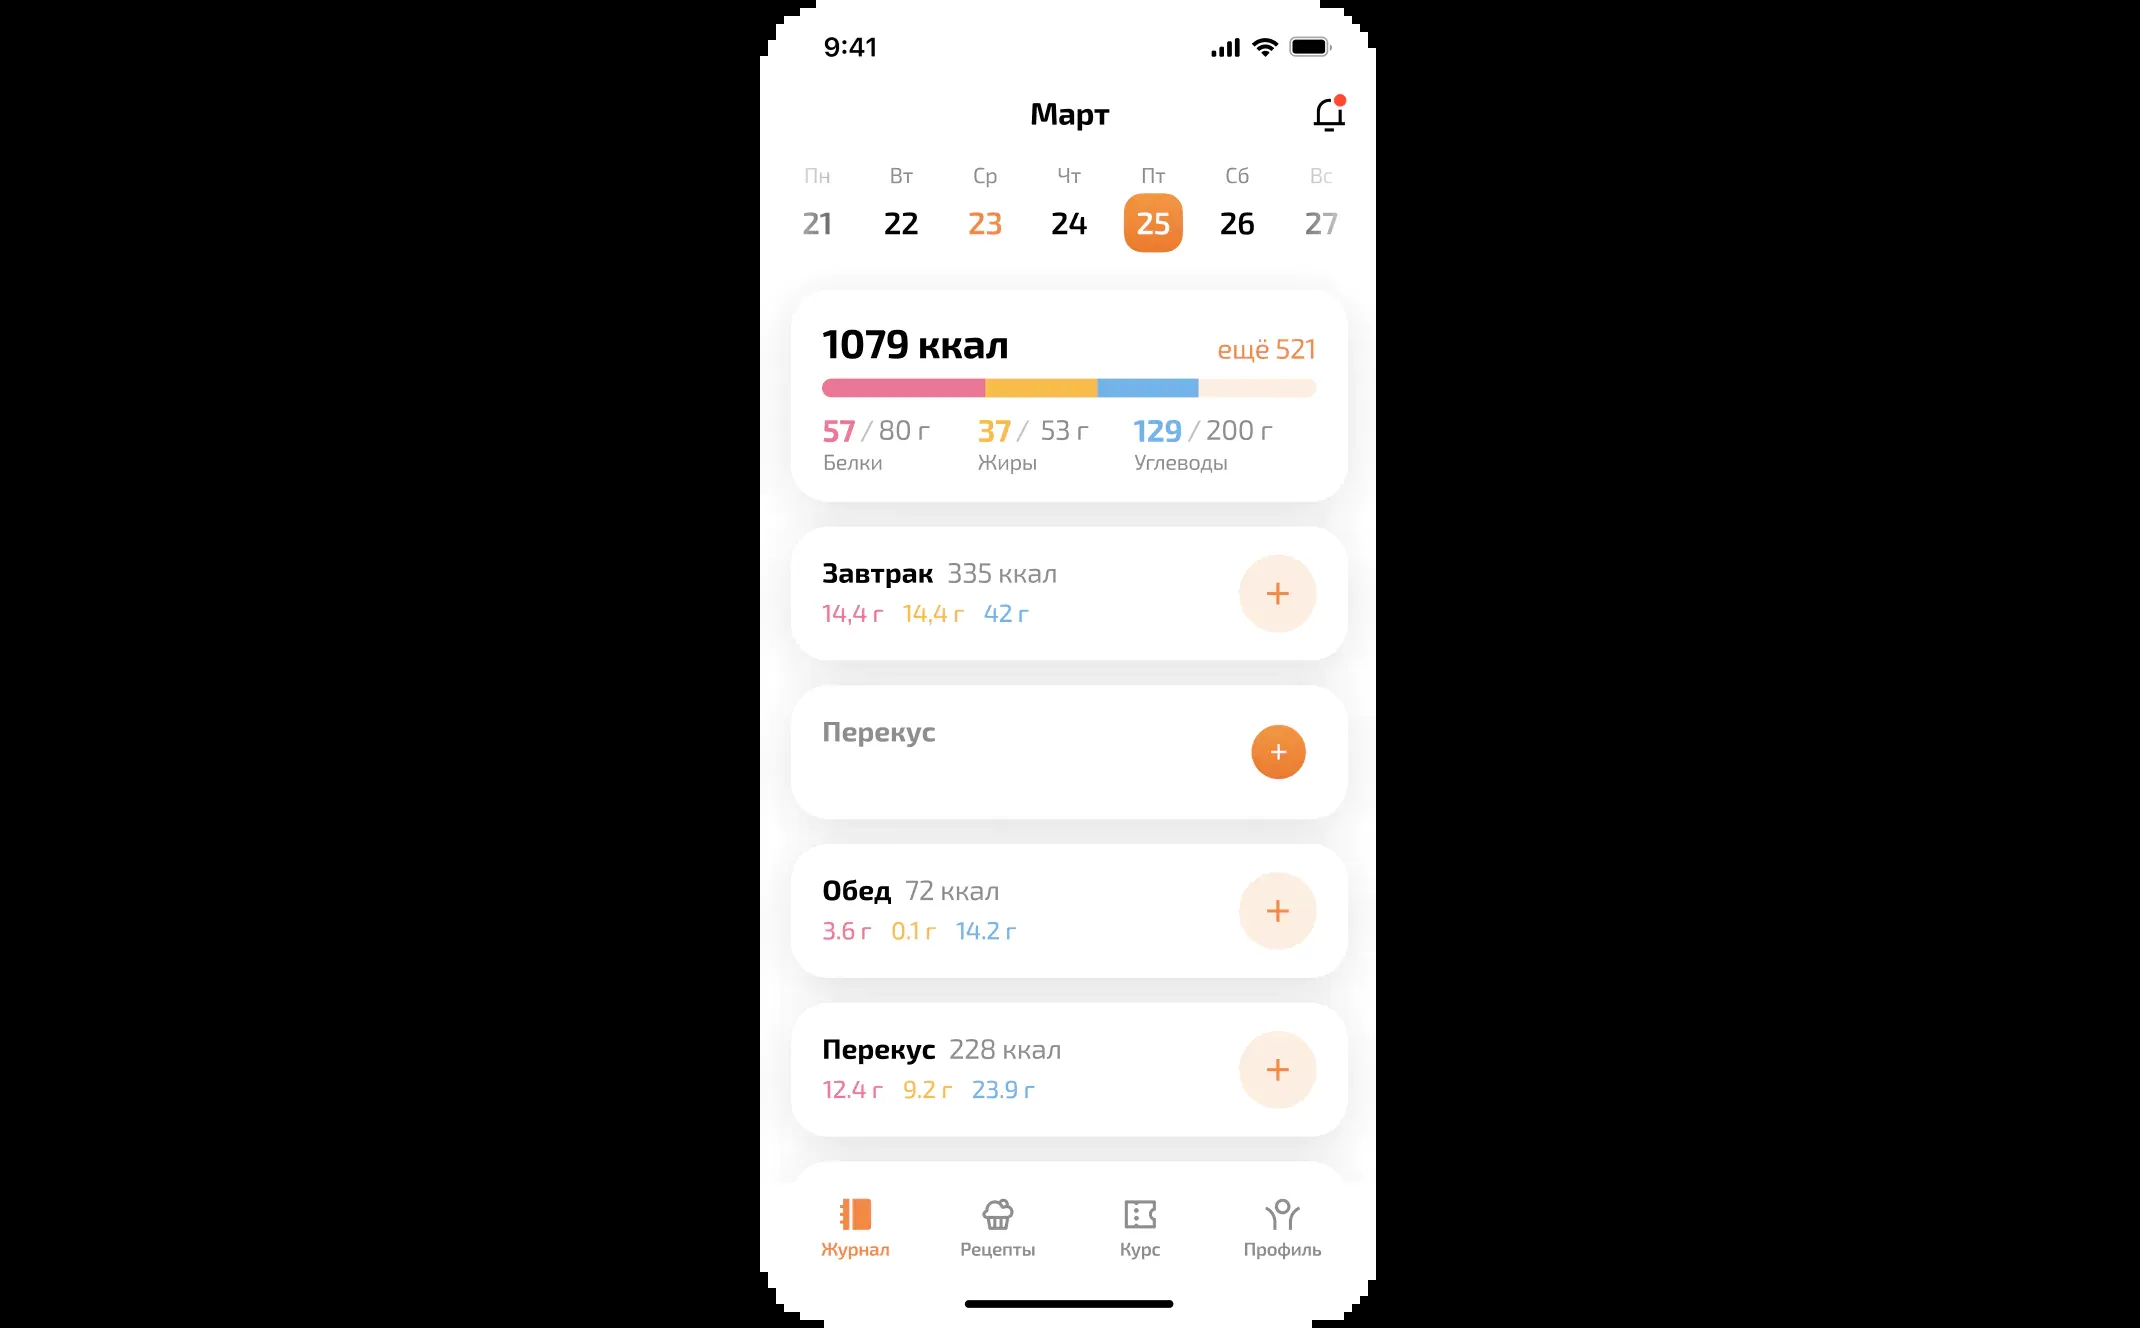 9:41
Март
Пн Вт Ср Чт Пт Сб Вс
21 22 23 24 25 26 27
1079 ккал ещё 521
57 / 80 г 37 / 53 г 129 / 200 г
Белки Жиры Углеводы
Завтрак 335 ккал
14,4 г 14,4 г 42 г
Перекус
Обед 72 ккал
3.6 г 0.1 г 14.2 г
Перекус 228 ккал
12.4 г 9.2 г 23.9 г
Журнал Рецепты Курс Профиль